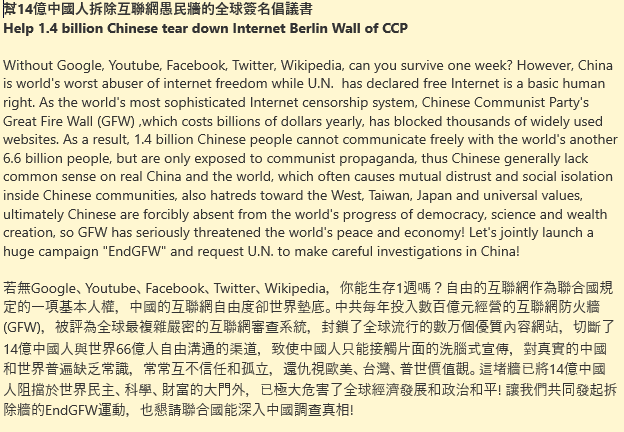 幫14億中國人拆除互聯網愚民牆的全球簽名倡議書
Help 1.4 billion Chinese tear down Internet Berlin Wall of CCP
Without Google, Youtube, Facebook, Twitter, Wikipedia, can you survive one week? However, China
is world's worst abuser of internet freedom while U.N.  has declared free Internet is a basic human
right. As the world's most sophisticated Internet censorship system, Chinese Communist Party's
Great Fire Wall (GFW) ,which costs billions of dollars yearly, has blocked thousands of widely used
websites. As a result, 1.4 billion Chinese people cannot communicate freely with the world's another
6.6 billion people, but are only exposed to communist propaganda, thus Chinese generally lack
common sense on real China and the world, which often causes mutual distrust and social isolation
inside Chinese communities, also hatreds toward the West, Taiwan, Japan and universal values,
ultimately Chinese are forcibly absent from the world's progress of democracy, science and wealth
creation, so GFW has seriously threatened the world's peace and economy! Let's jointly launch a
huge campaign "EndGFW" and request U.N. to make careful investigations in China!
若無Google、Youtube、Facebook、Twitter、Wikipedia，你能生存1週嗎？自由的互聯網作為聯合國規
定的一項基本人權，中國的互聯網自由度卻世界墊底。中共每年投入數百億元經營的互聯網防火牆
(GFW)，被評為全球最複雜嚴密的互聯網審查系統，封鎖了全球流行的數万個優質內容網站，切斷了
14億中國人與世界66億人自由溝通的渠道，致使中國人只能接觸片面的洗腦式宣傳，對真實的中國
和世界普遍缺乏常識，常常互不信任和孤立，還仇視歐美、台灣、普世價值觀。這堵牆已將14億中國
人阻擋於世界民主、科學、財富的大門外，已極大危害了全球經濟發展和政治和平! 讓我們共同發起拆
除牆的EndGFW運動，也懇請聯合國能深入中國調查真相!